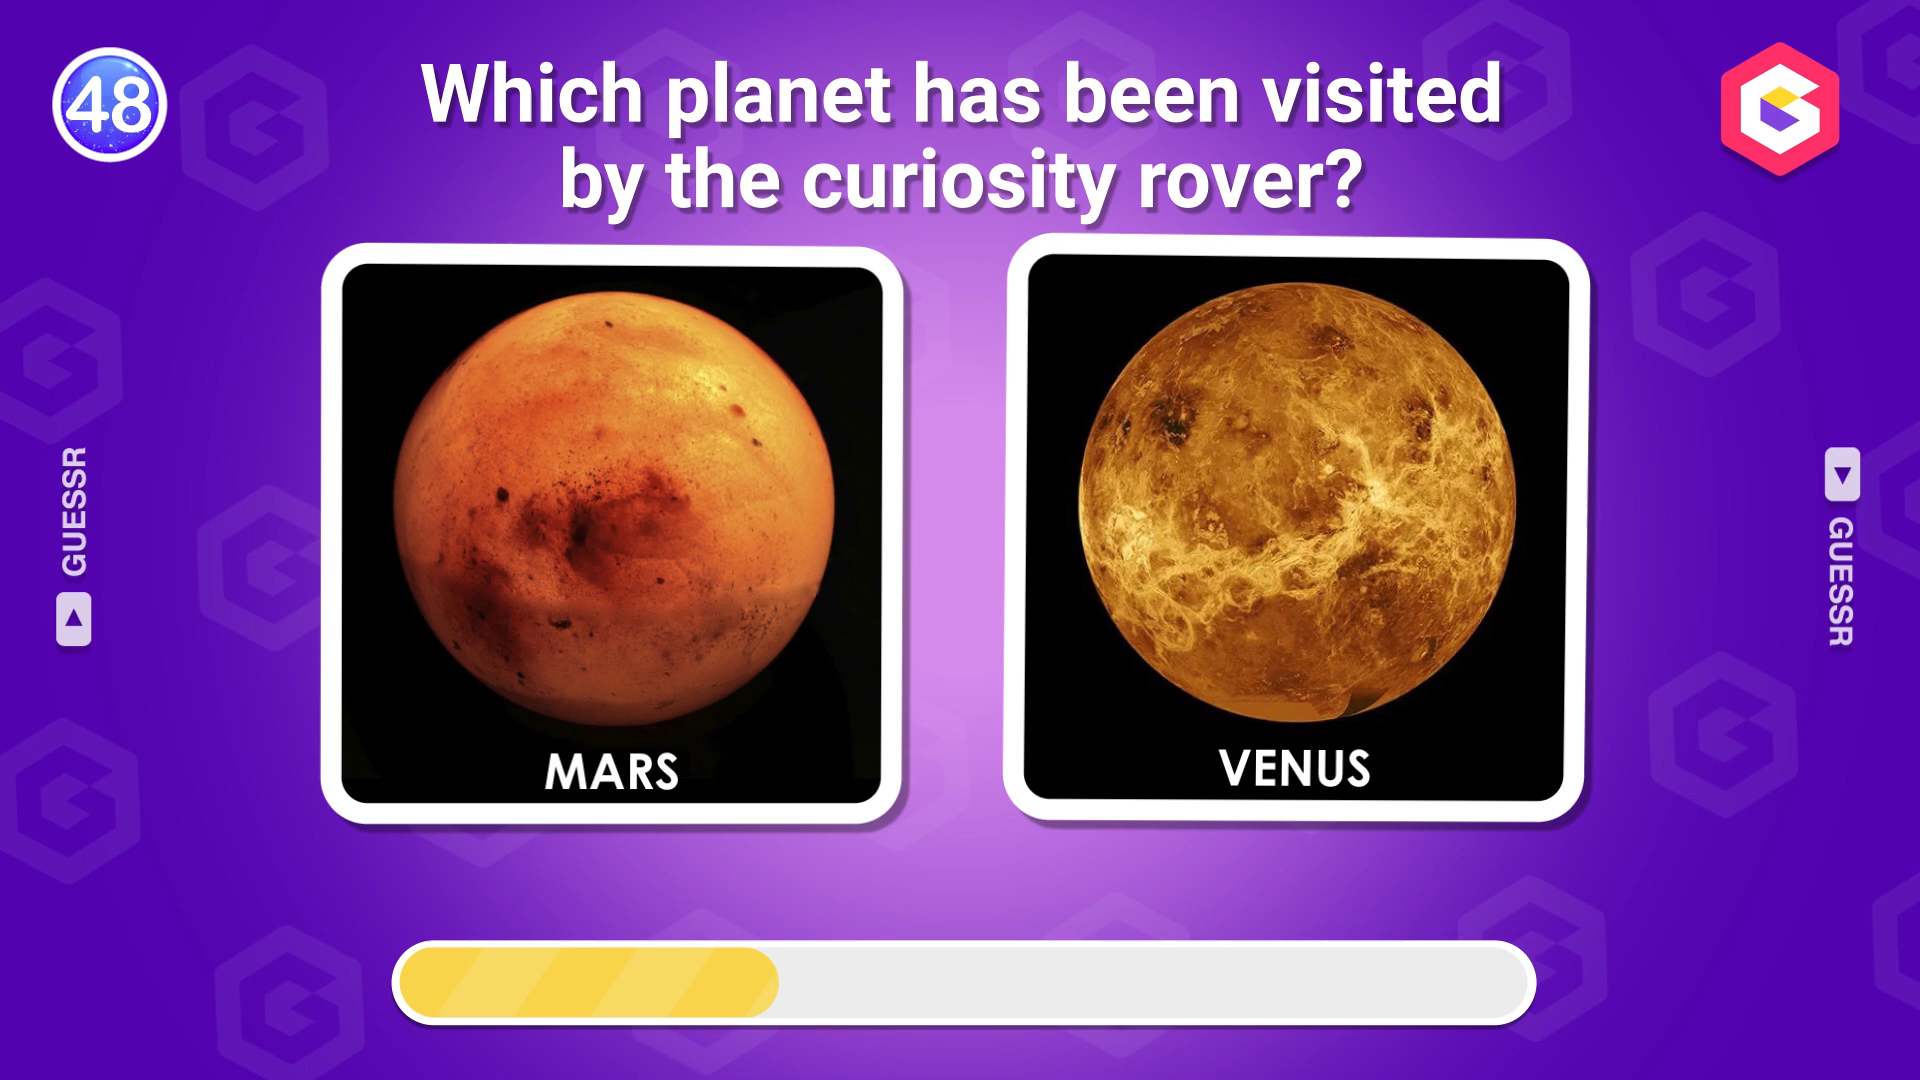 48
Which planet has been visited
by the curiosity rover?
MARS
VENUS
GUESSR
GUESSR